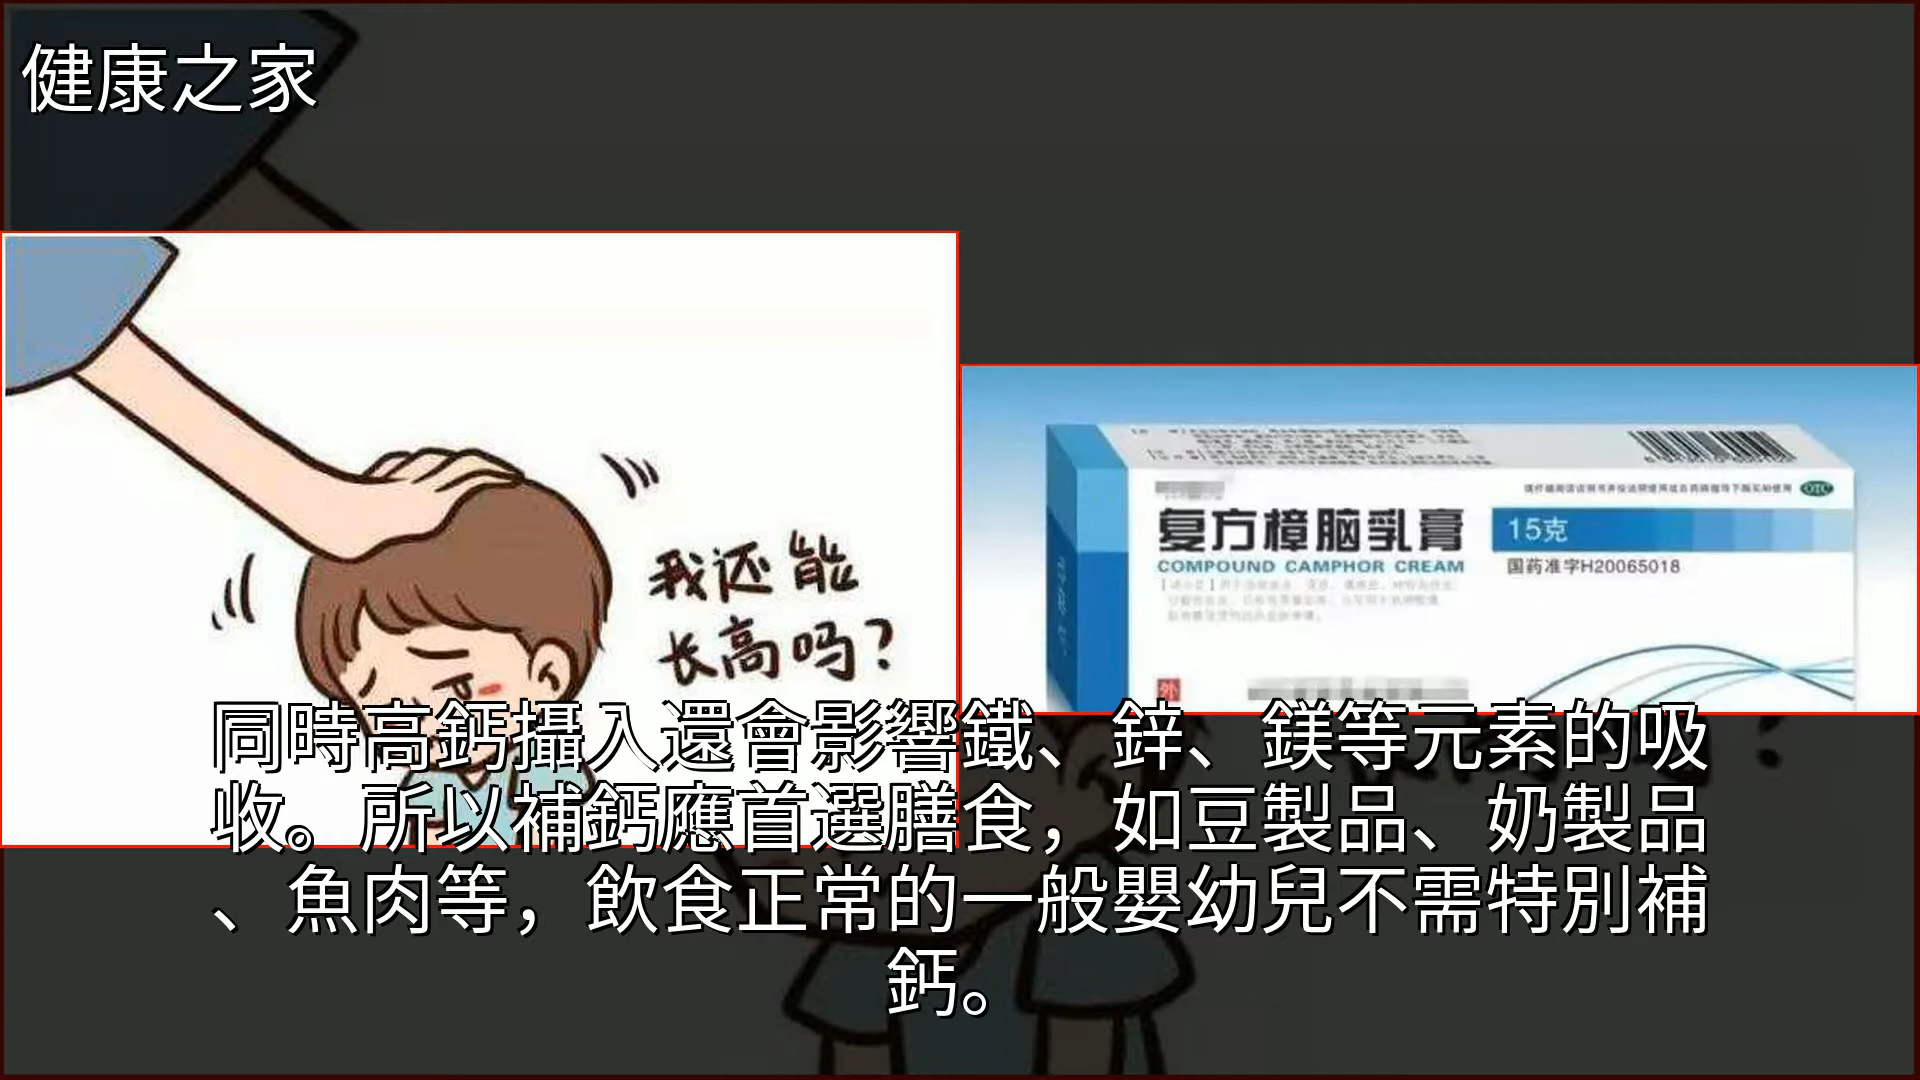 健康之家
我还能
长高吗?
OTC
复方樟脑乳膏
COMPOUND CAMPHOR CREAM
15克
国药准字H20065018
外
同時高鈣攝入還會影響鐵、鋅、鎂等元素的吸
收。所以補鈣應首選膳食，如豆製品、奶製品
、魚肉等，飲食正常的一般嬰幼兒不需特別補
鈣。